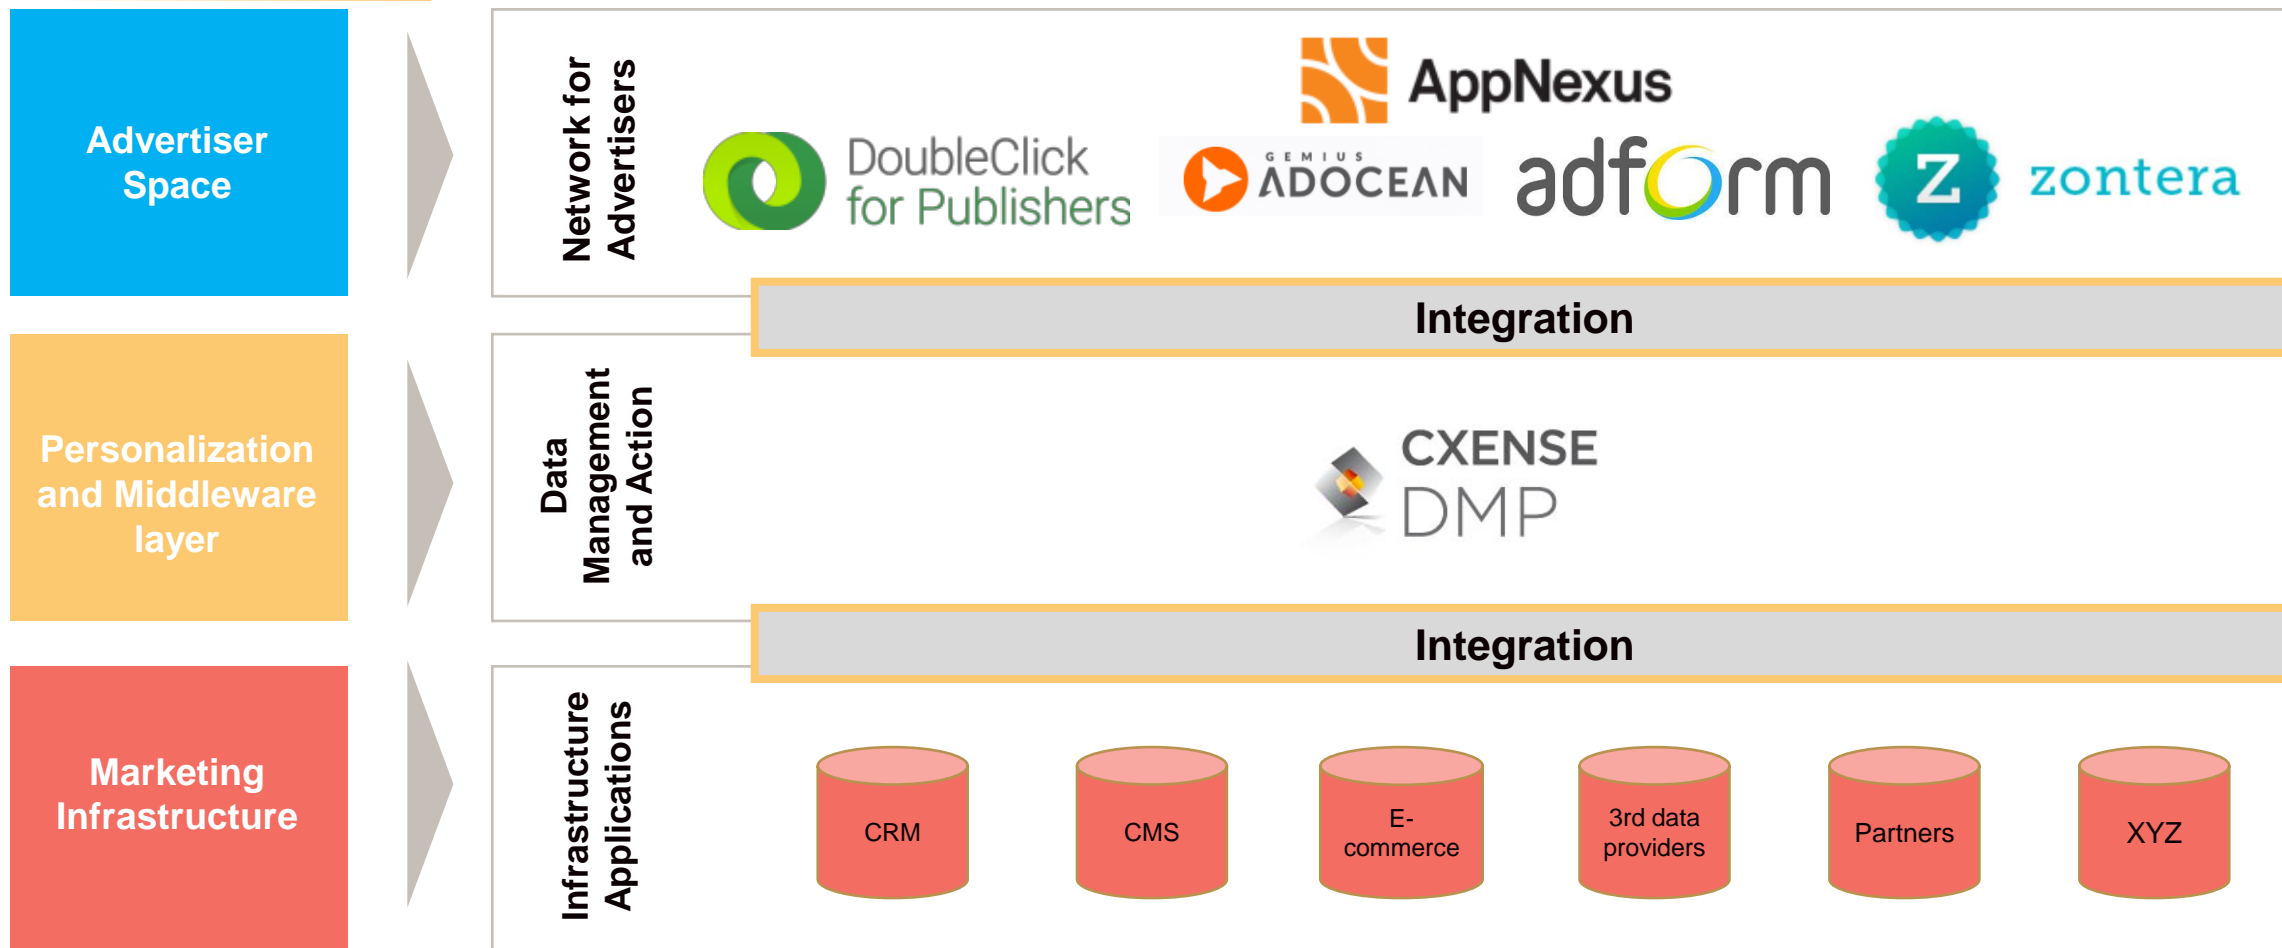 Advertiser
Space
Network for
Advertisers
AppNexus
DoubleClick
for Publishers
GEMIUS
ADOCEAN
adform
Z
zontera
Integration
Personalization
and Middleware
layer
Data
Management
and Action
CXENSE
DMP
Integration
Marketing
Infrastructure
Infrastructure
Applications
CRM
CMS
E-
commerce
3rd data
providers
Partners
XYZ